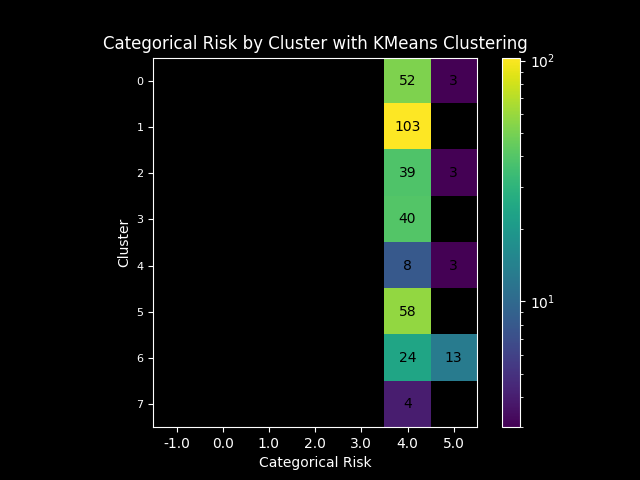 Categorical Risk by Cluster with KMeans Clustering
0 52 3
1 103
2 39 3
3 40
4 8 3
5 58
6 24 13
7 4
-1.0 0.0 1.0 2.0 3.0 4.0 5.0
Categorical Risk
Cluster
10²
10¹